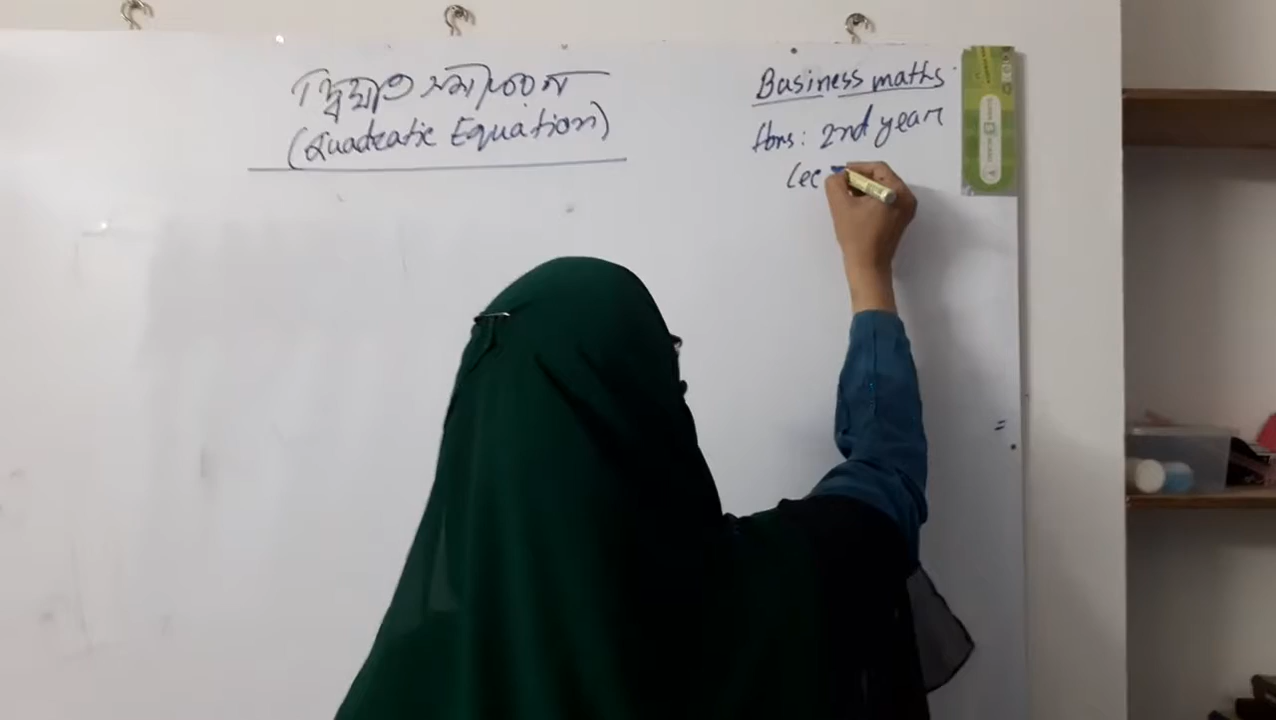 দ্বিঘাত সমীকরণ
(Quadratic Equation)
Business maths
Hons: 2nd year
Lec